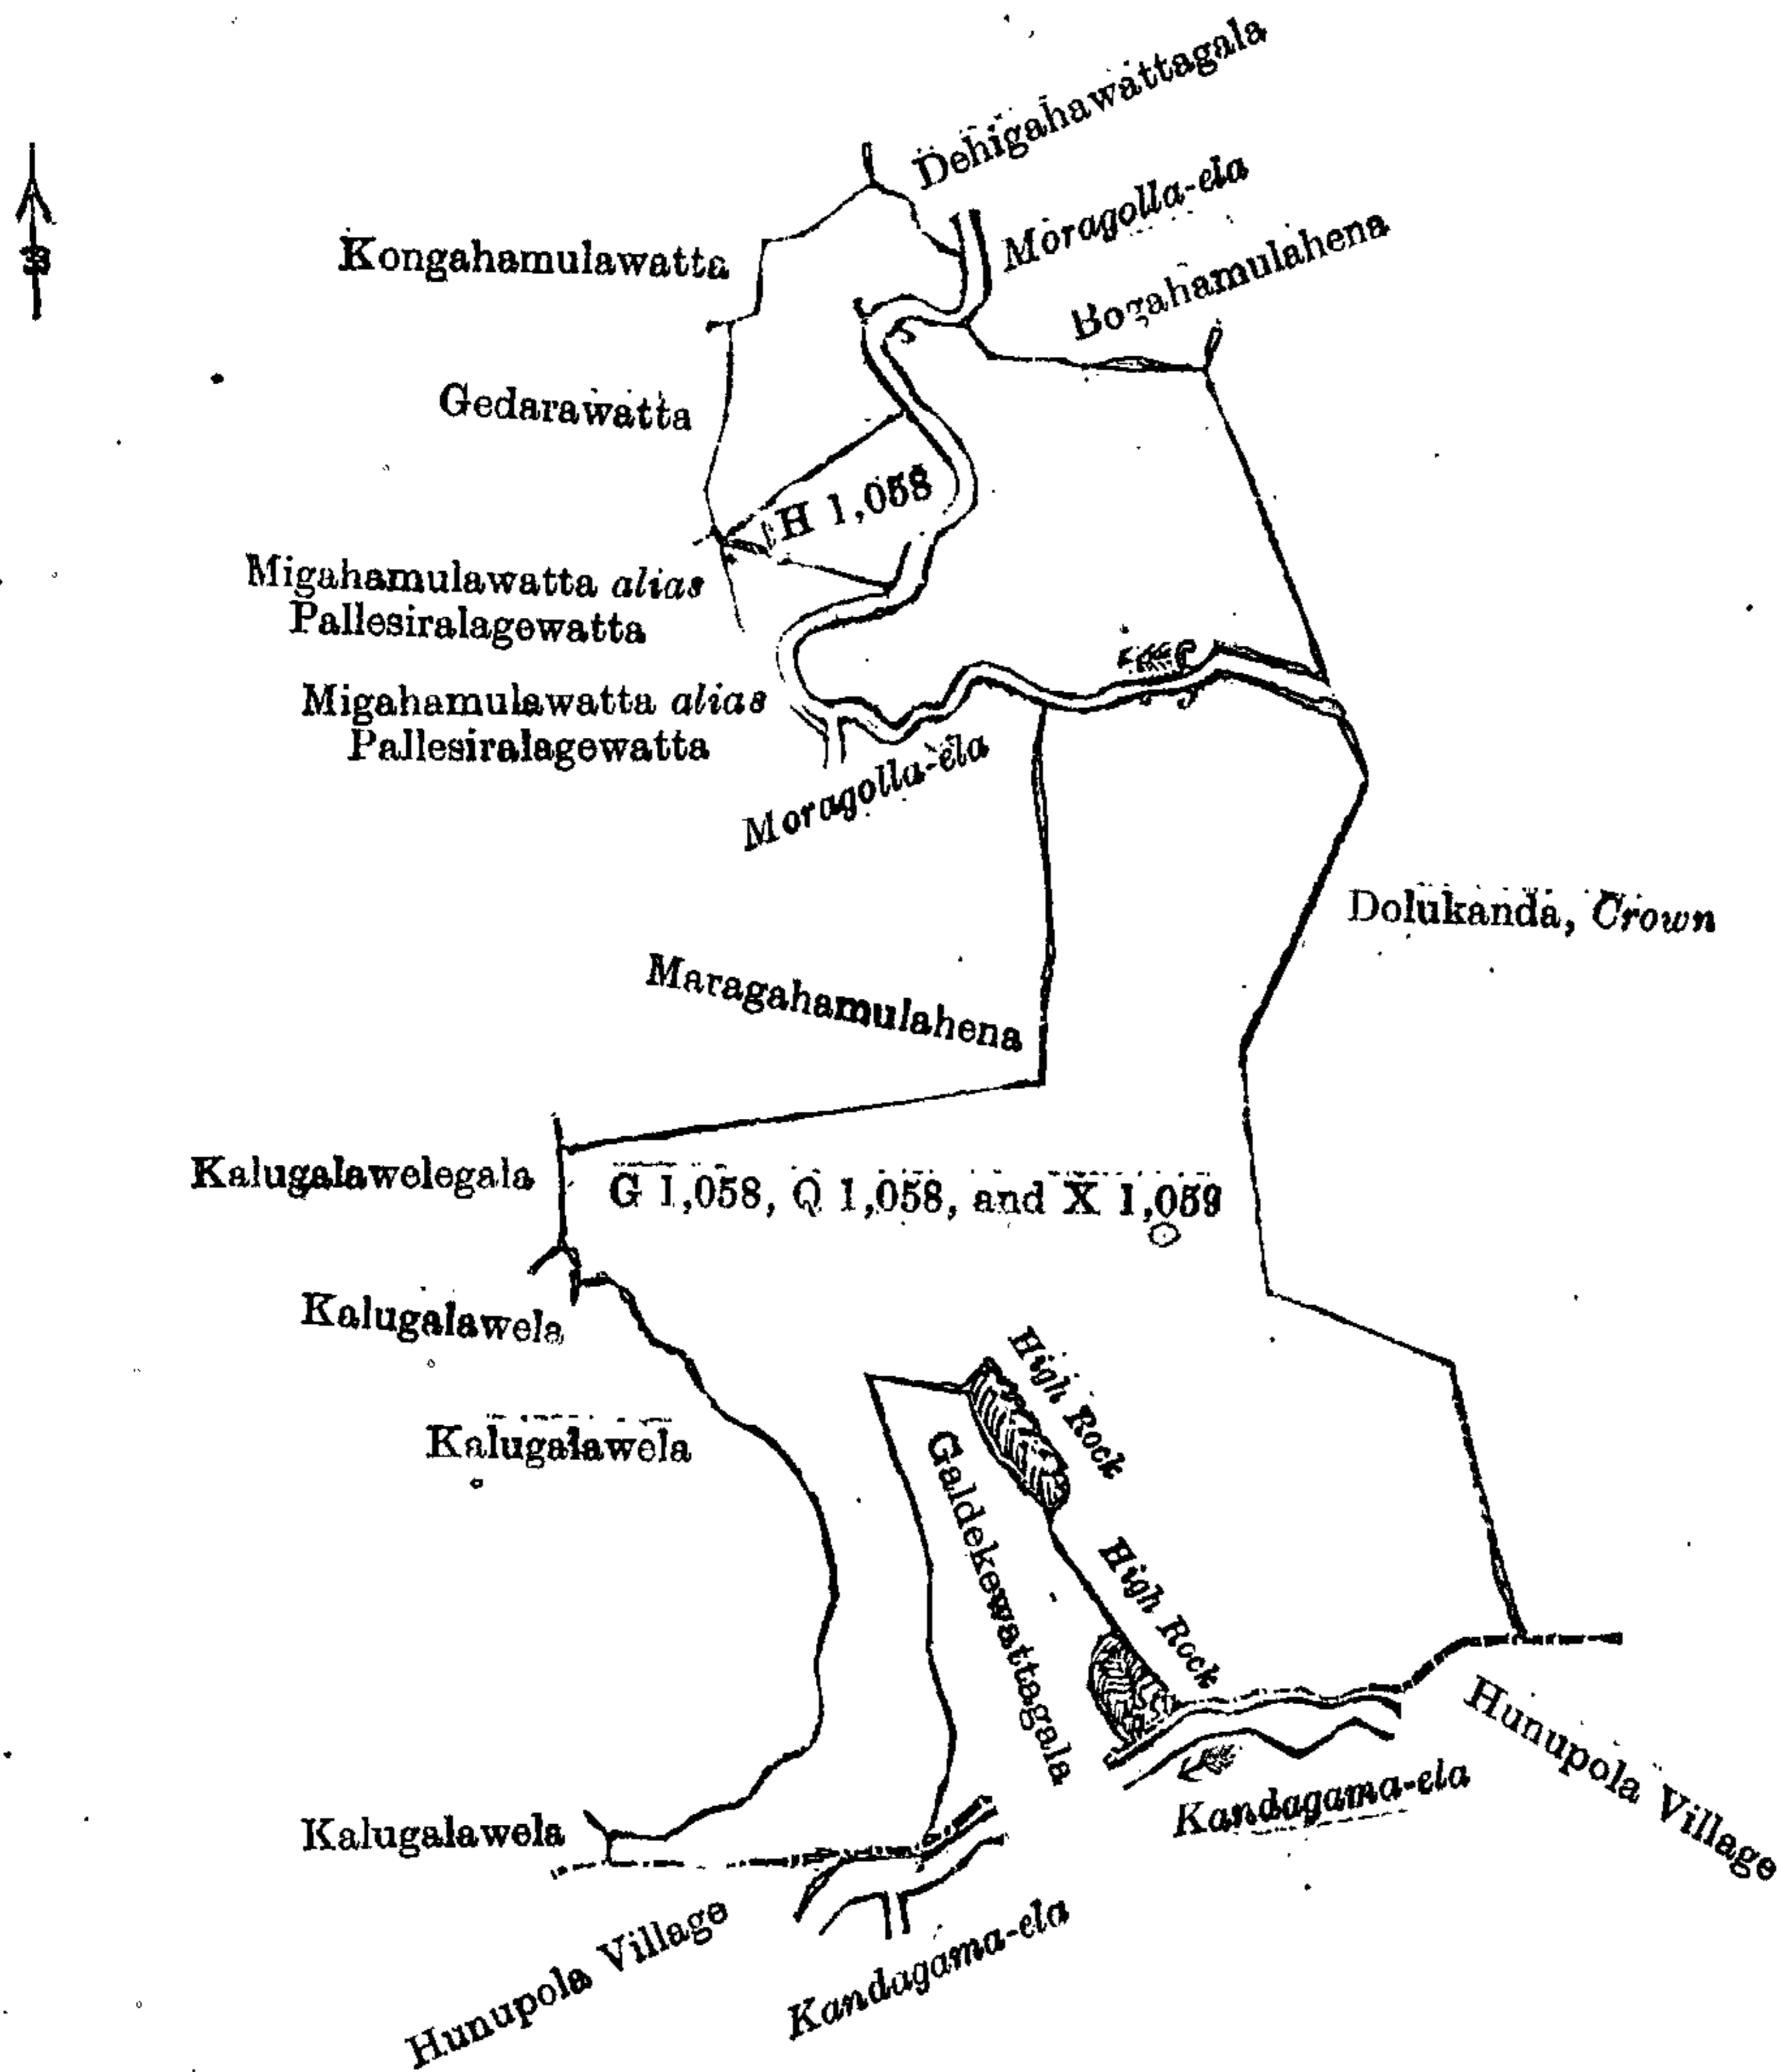 Dehigahawattagala
Moragolla-ela
Kongahamulawatta
Bogahamulahena
Gedarawatta
H 1,058
Migahamulawatta alias
Pallesiralagewatta
Migahamulawatta alias
Pallesiralagewatta
Moragolla-ela
Dolukanda, Crown
Maragahamulahena
Kalugalawelegala
G 1,058, Q 1,058, and X 1,059
Kalugalawela
High Rock
Kalugalawela
Galdekewattagala
High Rock
Hunupola Village
Kandagama-ela
Kalugalawela
Hunupola Village
Kandagama-ela